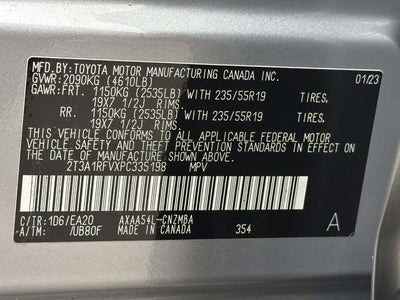 MFD.BY:TOYOTA MOTOR MANUFACTURING CANADA INC.
GVWR:2090KG (4610LB) 01/23
GAWR:FRT. 1150KG (2535LB) WITH 235/55R19 TIRES,
19X7 1/2J RIMS.
RR. 1150KG (2535LB) WITH 235/55R19 TIRES,
19X7 1/2J RIMS.
THIS VEHICLE CONFORMS TO ALL APPLICABLE FEDERAL MOTOR
VEHICLE SAFETY AND THEFT PREVENTION STANDARDS IN EFFECT
ON THE DATE OF MANUFACTURE SHOWN ABOVE.
2T3A1RFVXPC335198 MPV
C/TR:1D6/EA20 AXAA54L-CNZMBA A
A/TM: /UB80F 354